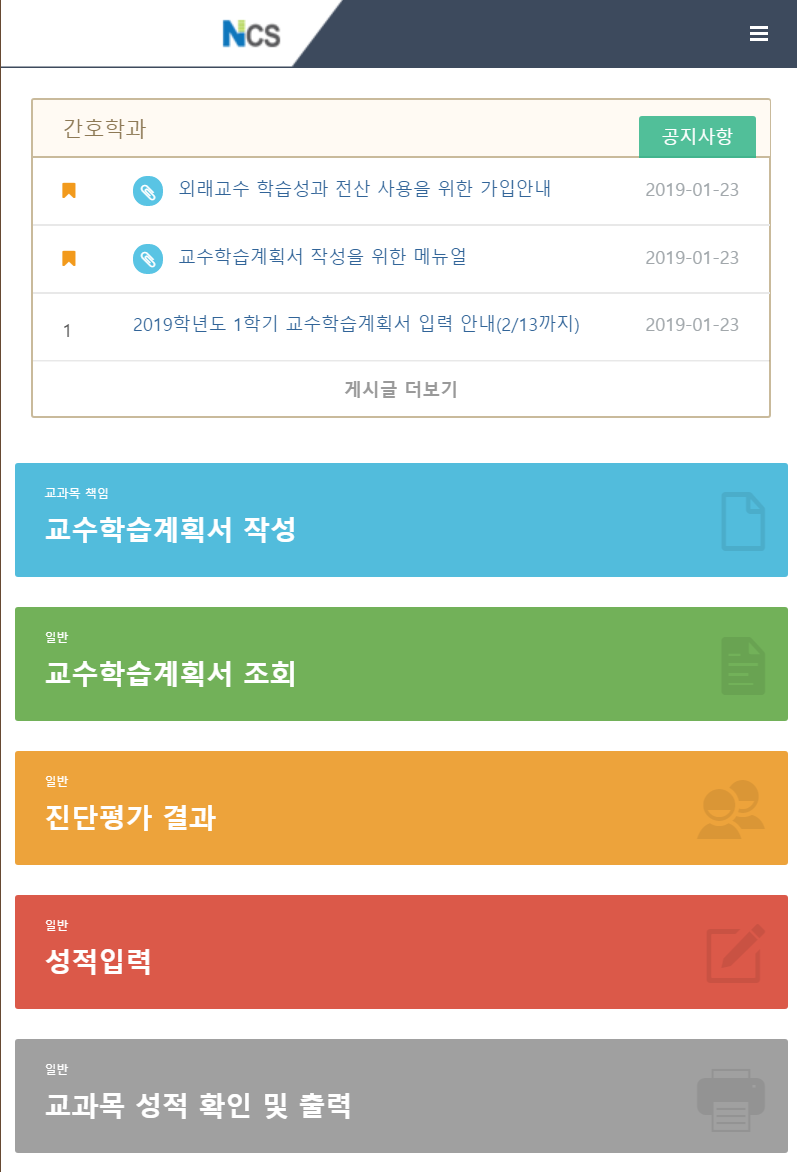 NCS
간호학과
공지사항
외래교수 학습성과 전산 사용을 위한 가입안내 2019-01-23
교수학습계획서 작성을 위한 메뉴얼 2019-01-23
1 2019학년도 1학기 교수학습계획서 입력 안내(2/13까지) 2019-01-23
게시글 더보기
교과목 책임
교수학습계획서 작성
일반
교수학습계획서 조회
일반
진단평가 결과
일반
성적입력
일반
교과목 성적 확인 및 출력